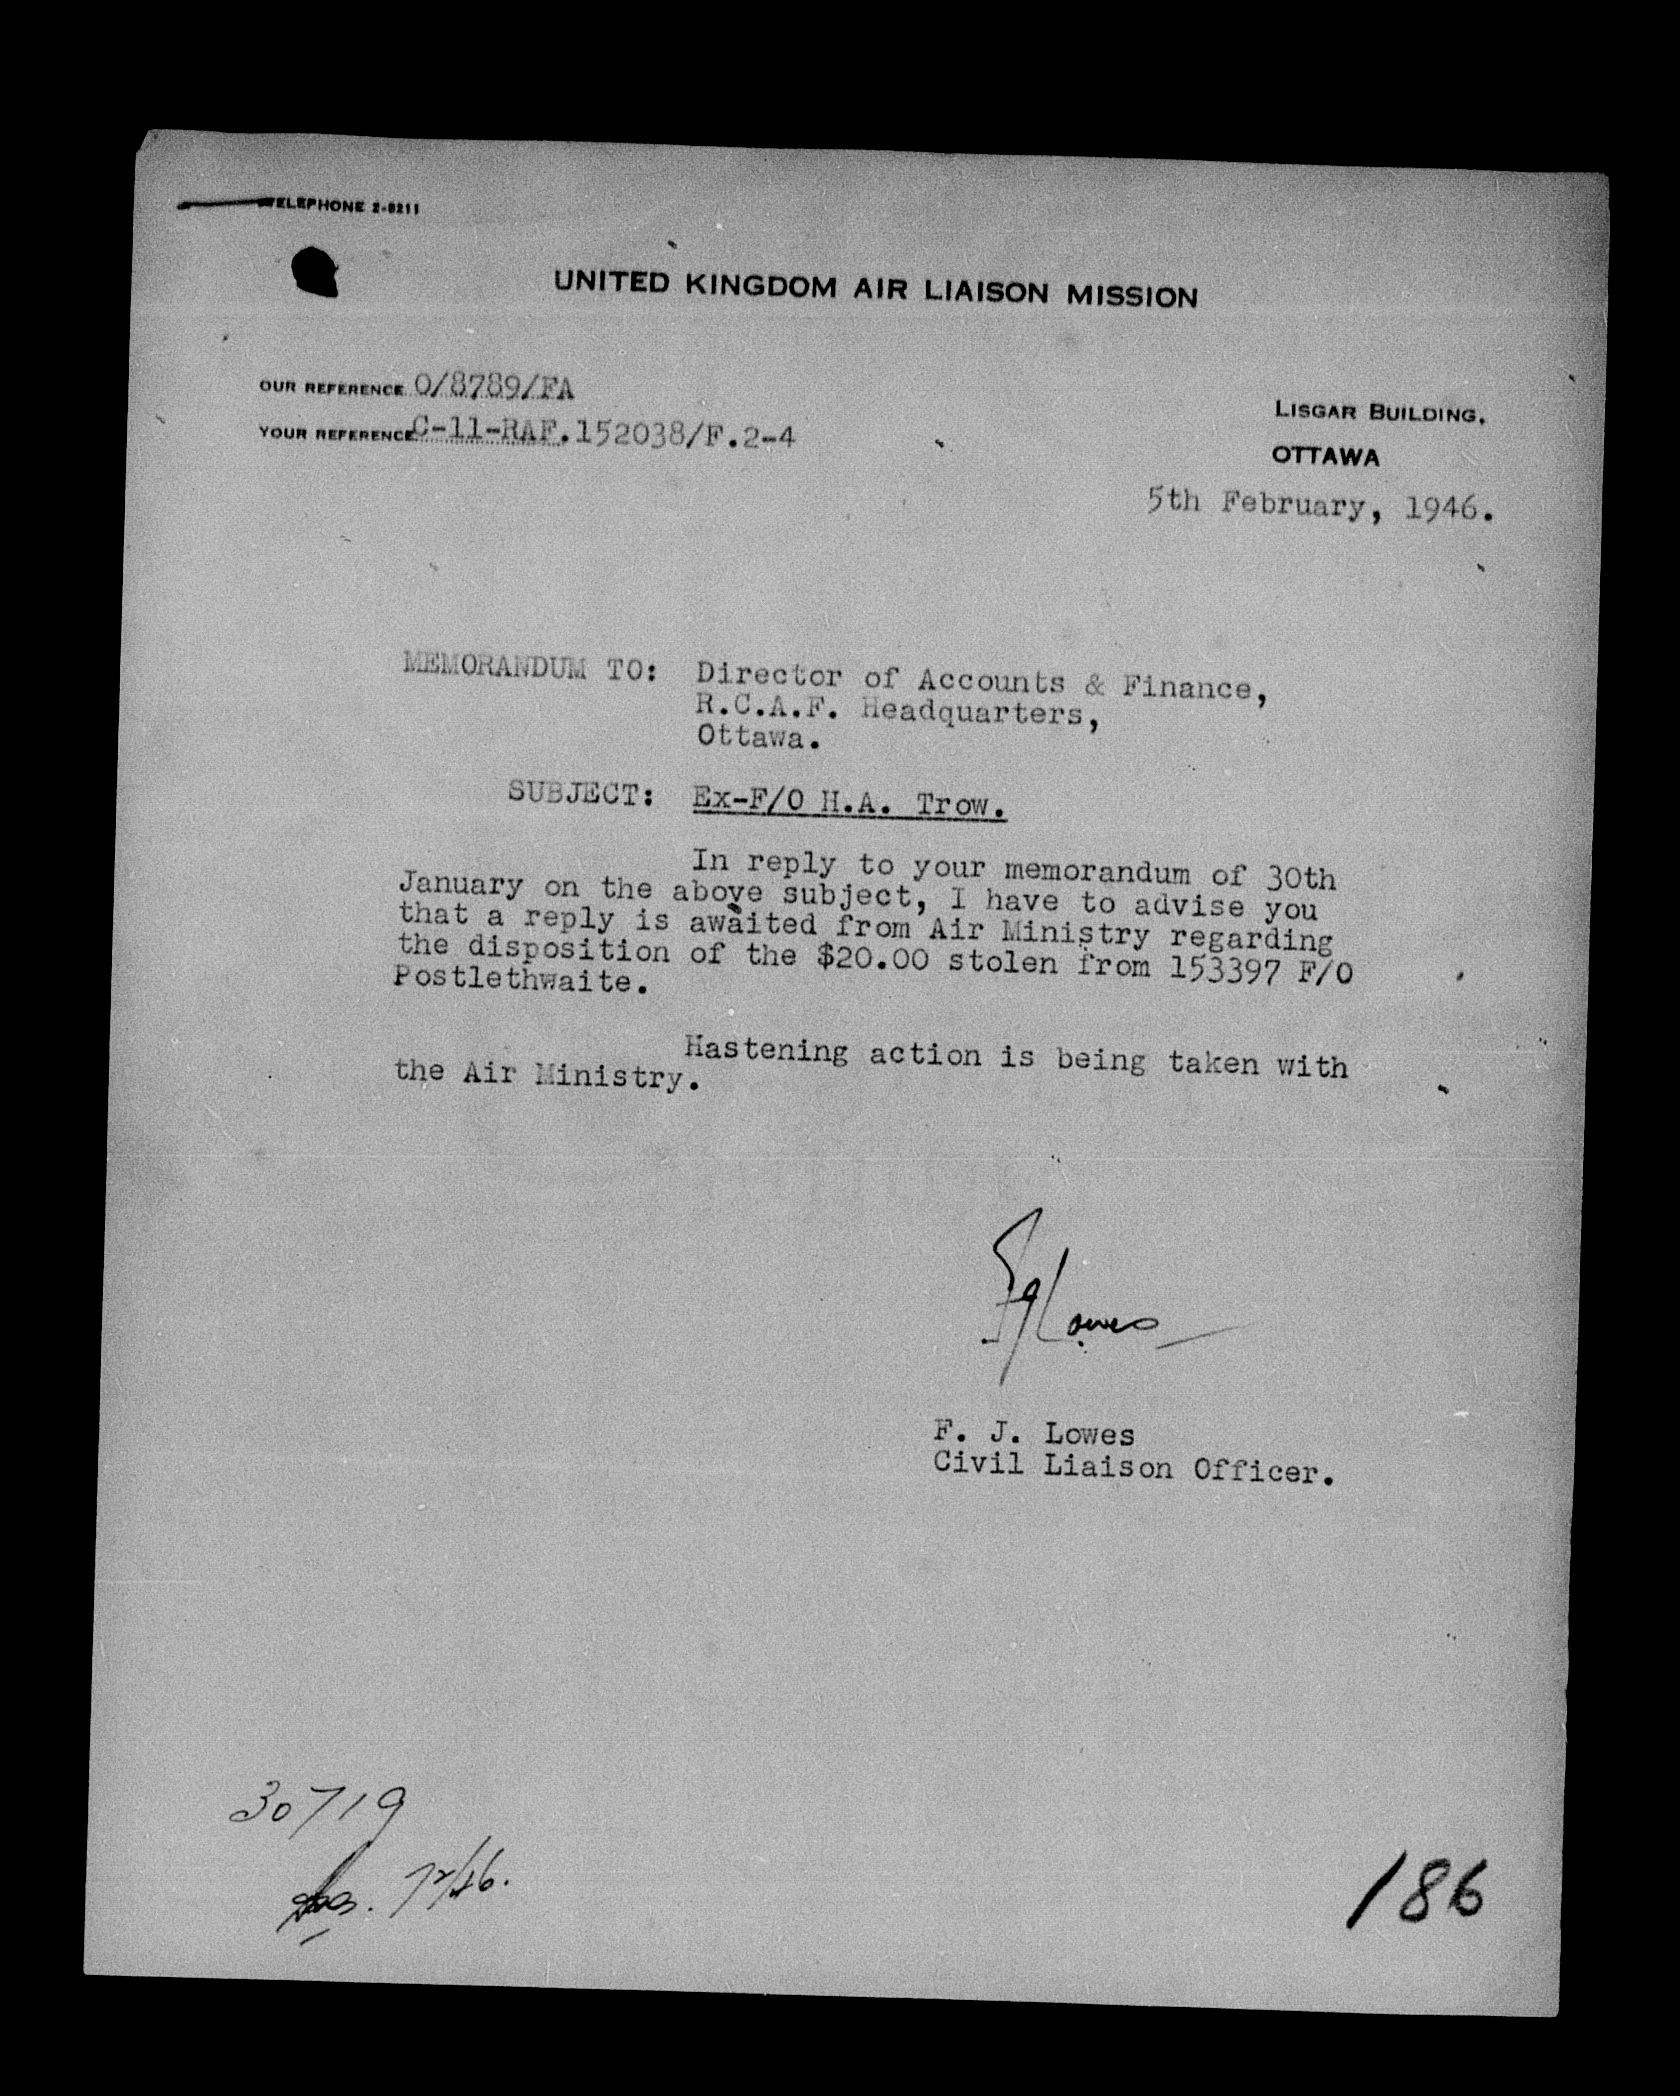 TELEPHONE 2-8211
UNITED KINGDOM AIR LIAISON MISSION
OUR REFERENCE O/8789/FA
YOUR REFERENCE C-11-RAF.152038/F.2-4
LISGAR BUILDING,
OTTAWA
5th February, 1946.
MEMORANDUM TO: Director of Accounts & Finance,
R.C.A.F. Headquarters,
Ottawa.
SUBJECT: Ex-F/O H.A. Trow.
In reply to your memorandum of 30th
January on the above subject, I have to advise you
that a reply is awaited from Air Ministry regarding
the disposition of the $20.00 stolen from 153397 F/O
Postlethwaite.
Hastening action is being taken with
the Air Ministry.
FJLowes
F. J. Lowes
Civil Liaison Officer.
30719
186